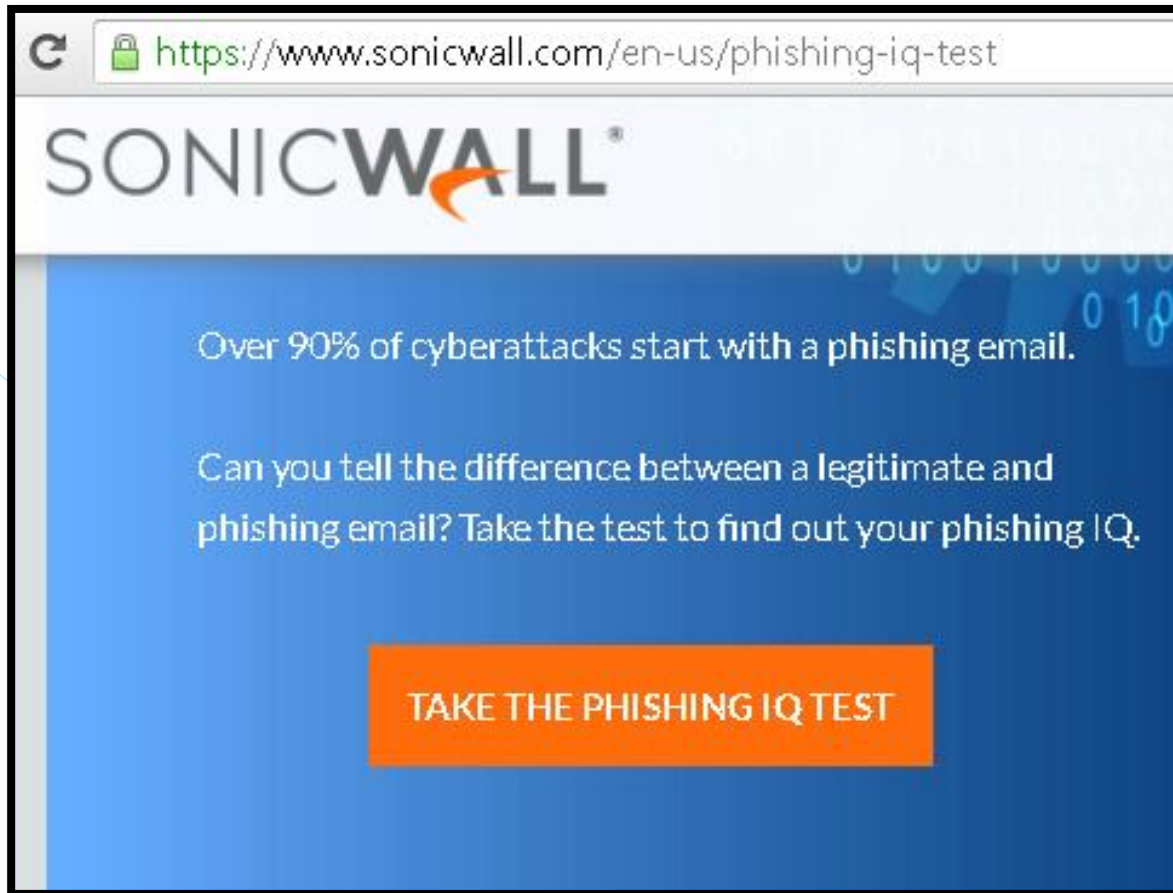 https://www.sonicwall.com/en-us/phishing-iq-test
SONICWALL®
Over 90% of cyberattacks start with a phishing email.
Can you tell the difference between a legitimate and
phishing email? Take the test to find out your phishing IQ.
TAKE THE PHISHING IQ TEST